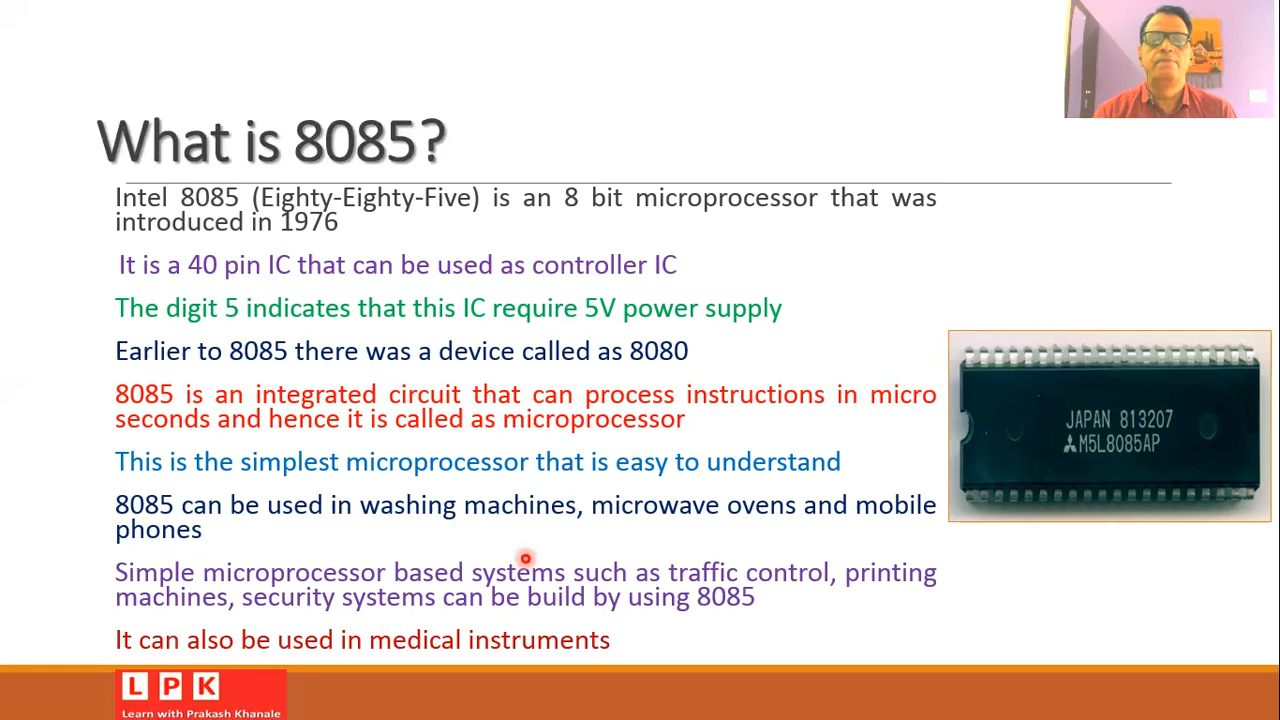 What is 8085?
Intel 8085 (Eighty-Eighty-Five) is an 8 bit microprocessor that was
introduced in 1976
It is a 40 pin IC that can be used as controller IC
The digit 5 indicates that this IC require 5V power supply
Earlier to 8085 there was a device called as 8080
8085 is an integrated circuit that can process instructions in micro
seconds and hence it is called as microprocessor
This is the simplest microprocessor that is easy to understand
8085 can be used in washing machines, microwave ovens and mobile
phones
Simple microprocessor based systems such as traffic control, printing
machines, security systems can be build by using 8085
It can also be used in medical instruments
JAPAN 813207
M5L8085AP
L P K
Learn with Prakash Khanale